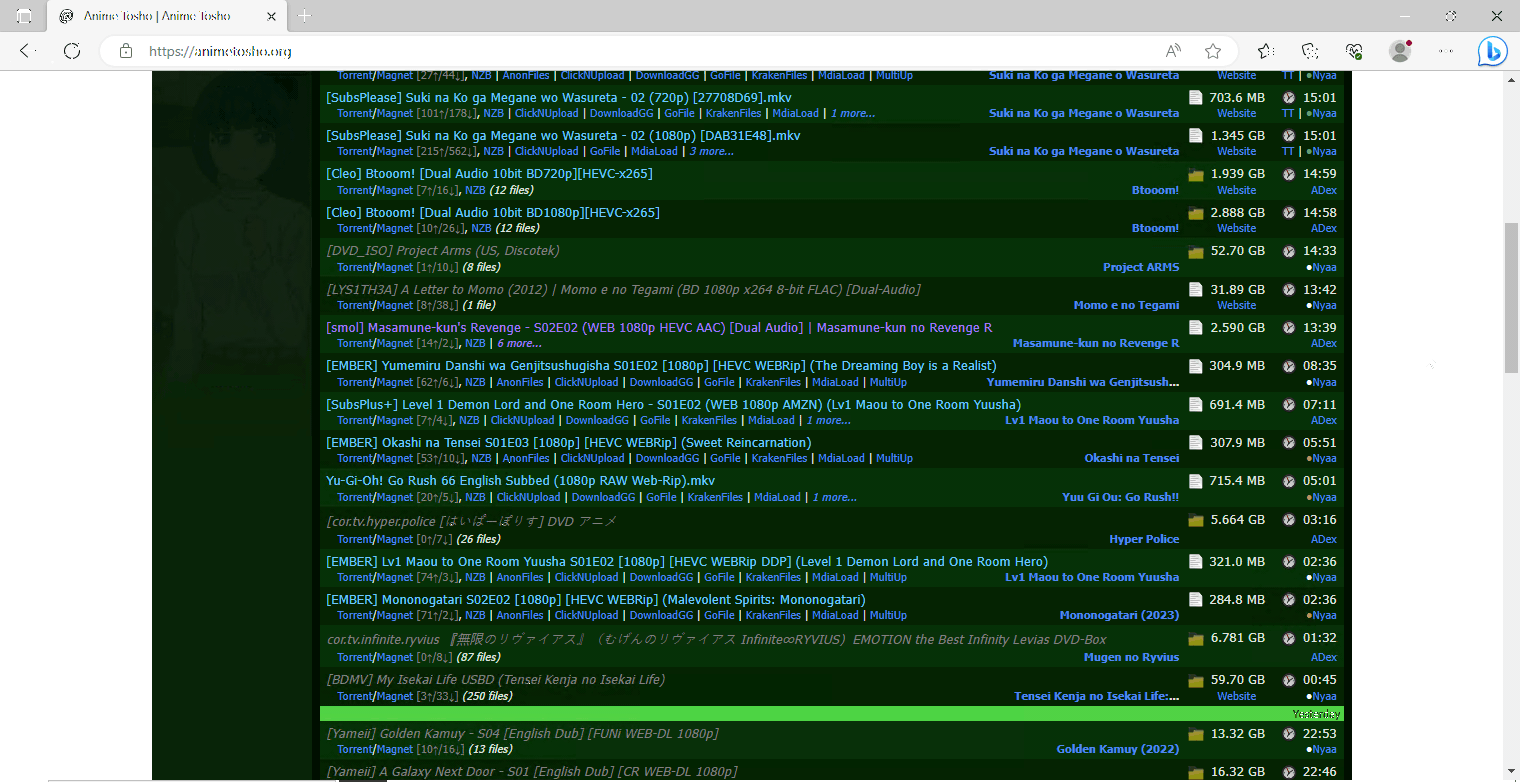 Anime Tosho | Anime Tosho
https://animetosho.org
Torrent/Magnet [27↑/44↓], NZB | AnonFiles | ClickNUpload | DownloadGG | GoFile | KrakenFiles | MdiaLoad | MultiUp Suki na Ko ga Megane o Wasureta Website TT | ●Nyaa
[SubsPlease] Suki na Ko ga Megane wo Wasureta - 02 (720p) [27708D69].mkv 703.6 MB 15:01
Torrent/Magnet [101↑/178↓], NZB | ClickNUpload | DownloadGG | GoFile | KrakenFiles | MdiaLoad | 1 more... Suki na Ko ga Megane o Wasureta Website TT | ●Nyaa
[SubsPlease] Suki na Ko ga Megane wo Wasureta - 02 (1080p) [DAB31E48].mkv 1.345 GB 15:01
Torrent/Magnet [215↑/562↓], NZB | ClickNUpload | GoFile | MdiaLoad | 3 more... Suki na Ko ga Megane o Wasureta Website TT | ●Nyaa
[Cleo] Btooom! [Dual Audio 10bit BD720p][HEVC-x265] 1.939 GB 14:59
Torrent/Magnet [7↑/16↓], NZB (12 files) Btooom! Website ADex
[Cleo] Btooom! [Dual Audio 10bit BD1080p][HEVC-x265] 2.888 GB 14:58
Torrent/Magnet [10↑/26↓], NZB (12 files) Btooom! Website ADex
[DVD_ISO] Project Arms (US, Discotek) 52.70 GB 14:33
Torrent/Magnet [1↑/10↓] (8 files) Project ARMS ●Nyaa
[LYS1TH3A] A Letter to Momo (2012) | Momo e no Tegami (BD 1080p x264 8-bit FLAC) [Dual-Audio] 31.89 GB 13:42
Torrent/Magnet [8↑/38↓] (1 file) Momo e no Tegami Website ●Nyaa
[smol] Masamune-kun's Revenge - S02E02 (WEB 1080p HEVC AAC) [Dual Audio] | Masamune-kun no Revenge R 2.590 GB 13:39
Torrent/Magnet [14↑/2↓], NZB | 6 more... Masamune-kun no Revenge R ADex
[EMBER] Yumemiru Danshi wa Genjitsushugisha S01E02 [1080p] [HEVC WEBRip] (The Dreaming Boy is a Realist) 304.9 MB 08:35
Torrent/Magnet [62↑/6↓], NZB | AnonFiles | ClickNUpload | DownloadGG | GoFile | KrakenFiles | MdiaLoad | MultiUp Yumemiru Danshi wa Genjitsush... ●Nyaa
[SubsPlus+] Level 1 Demon Lord and One Room Hero - S01E02 (WEB 1080p AMZN) (Lv1 Maou to One Room Yuusha) 691.4 MB 07:11
Torrent/Magnet [7↑/4↓], NZB | ClickNUpload | DownloadGG | GoFile | KrakenFiles | MdiaLoad | 1 more... Lv1 Maou to One Room Yuusha ADex
[EMBER] Okashi na Tensei S01E03 [1080p] [HEVC WEBRip] (Sweet Reincarnation) 307.9 MB 05:51
Torrent/Magnet [53↑/10↓], NZB | AnonFiles | ClickNUpload | DownloadGG | GoFile | KrakenFiles | MdiaLoad | MultiUp Okashi na Tensei ●Nyaa
Yu-Gi-Oh! Go Rush 66 English Subbed (1080p RAW Web-Rip).mkv 715.4 MB 05:01
Torrent/Magnet [20↑/5↓], NZB | ClickNUpload | DownloadGG | GoFile | KrakenFiles | MdiaLoad | 1 more... Yuu Gi Ou: Go Rush!! ●Nyaa
[cor.tv.hyper.police [はいぱーぽりす] DVD アニメ 5.664 GB 03:16
Torrent/Magnet [0↑/7↓] (26 files) Hyper Police ADex
[EMBER] Lv1 Maou to One Room Yuusha S01E02 [1080p] [HEVC WEBRip DDP] (Level 1 Demon Lord and One Room Hero) 321.0 MB 02:36
Torrent/Magnet [74↑/3↓], NZB | AnonFiles | ClickNUpload | DownloadGG | GoFile | KrakenFiles | MdiaLoad | MultiUp Lv1 Maou to One Room Yuusha ●Nyaa
[EMBER] Mononogatari S02E02 [1080p] [HEVC WEBRip] (Malevolent Spirits: Mononogatari) 284.8 MB 02:36
Torrent/Magnet [71↑/2↓], NZB | AnonFiles | ClickNUpload | DownloadGG | GoFile | KrakenFiles | MdiaLoad | MultiUp Mononogatari (2023) ●Nyaa
cor.tv.infinite.ryvius 『無限のリヴァイアス』（むげんのリヴァイアス Infinite∞RYVIUS）EMOTION the Best Infinity Levias DVD-Box 6.781 GB 01:32
Torrent/Magnet [0↑/8↓] (87 files) Mugen no Ryvius ADex
[BDMV] My Isekai Life USBD (Tensei Kenja no Isekai Life) 59.70 GB 00:45
Torrent/Magnet [3↑/33↓] (250 files) Tensei Kenja no Isekai Life:... Website ●Nyaa
Yesterday
[Yameii] Golden Kamuy - S04 [English Dub] [FUNi WEB-DL 1080p] 13.32 GB 22:53
Torrent/Magnet [10↑/16↓] (13 files) Golden Kamuy (2022) ●Nyaa
[Yameii] A Galaxy Next Door - S01 [English Dub] [CR WEB-DL 1080p] 16.32 GB 22:46